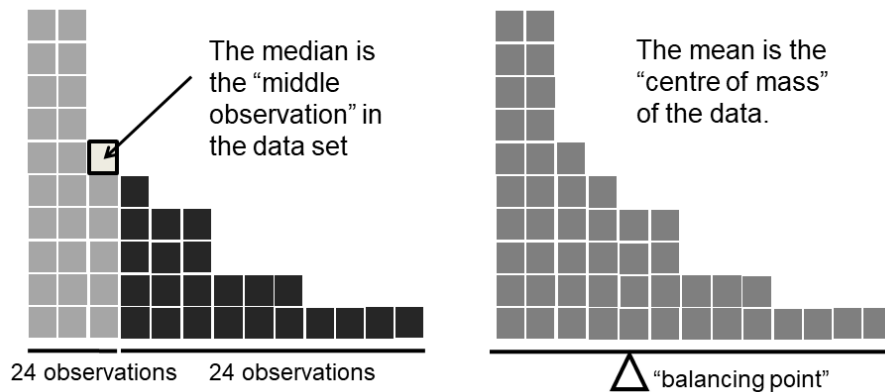 The median is
the “middle
observation” in
the data set
24 observations
24 observations
The mean is the
“centre of mass”
of the data.
“balancing point”